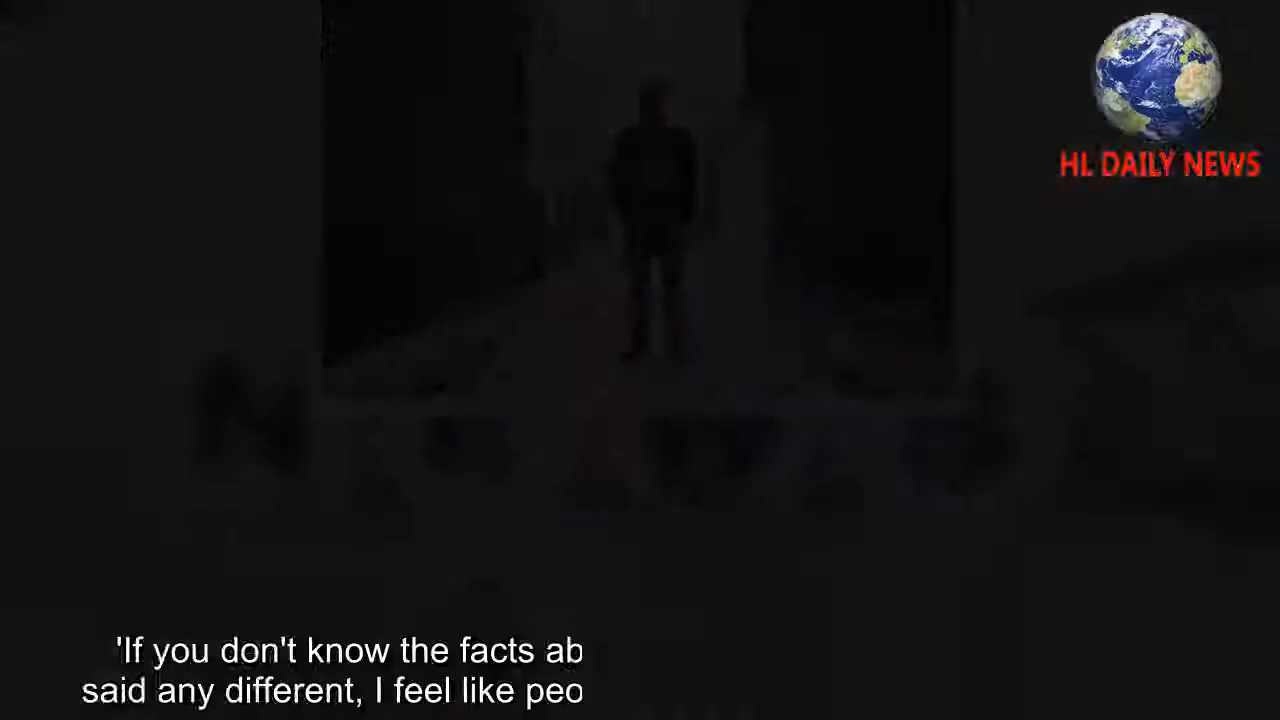 HL DAILY NEWS
'If you don't know the facts ab
said any different, I feel like peo